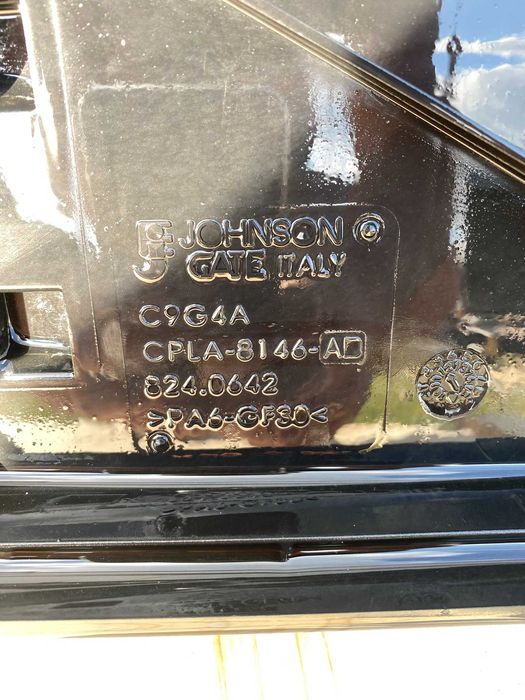 JOHNSON
GATE ITALY
C9G4A
CPLA-8146-AD
824.0642
>PA6-GF30<